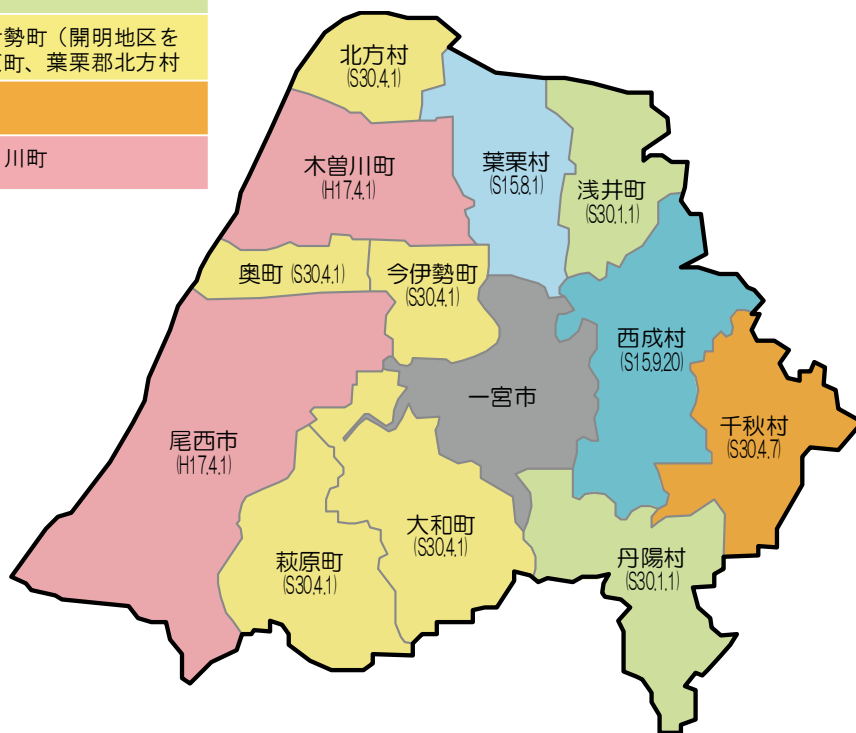 勢町（開明地区を
町、葉栗郡北方村
川町
北方村
(S30.4.1)
木曽川町
(H17.4.1)
葉栗村
(S15.8.1)
浅井町
(S30.1.1)
奥町 (S30.4.1)
今伊勢町
(S30.4.1)
西成村
(S15.9.20)
一宮市
千秋村
(S30.4.7)
尾西市
(H17.4.1)
大和町
(S30.4.1)
萩原町
(S30.4.1)
丹陽村
(S30.1.1)